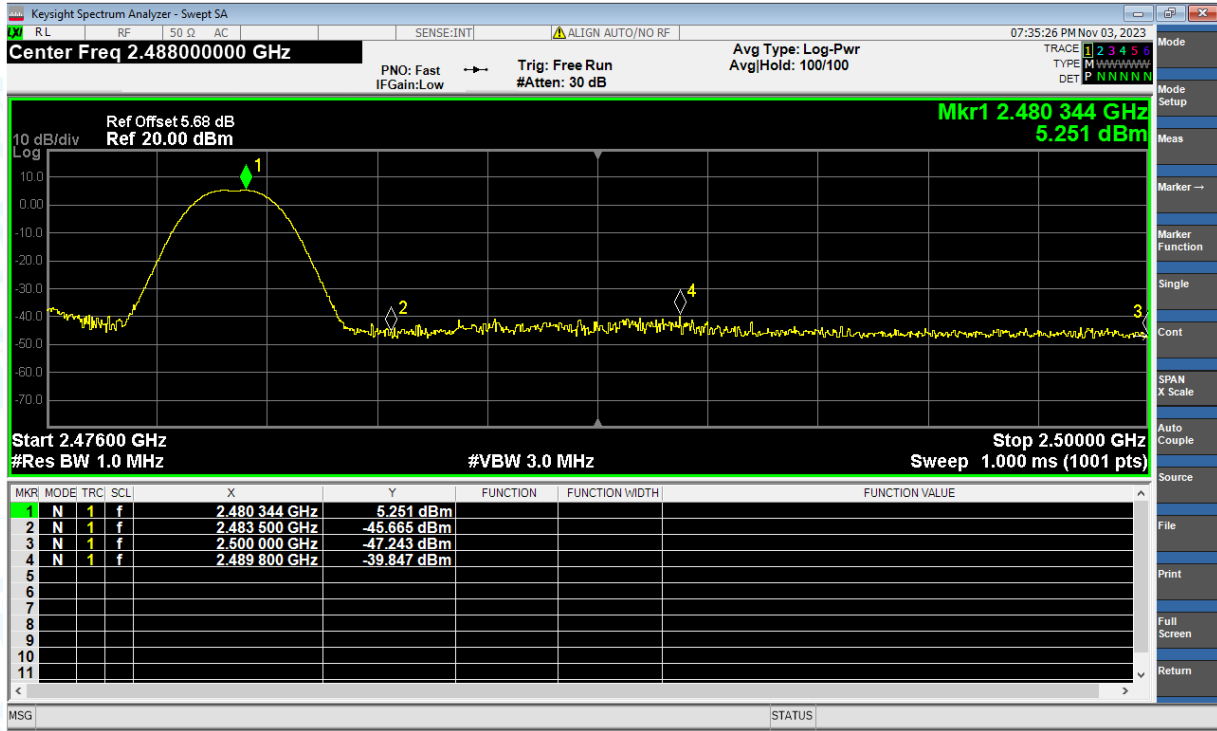 Keysight Spectrum Analyzer - Swept SA
LXI RL RF 50 Ω AC SENSE:INT ALIGN AUTO/NO RF 07:35:26 PM Nov 03, 2023
Center Freq 2.488000000 GHz
PNO: Fast
IFGain:Low
Trig: Free Run
#Atten: 30 dB
Avg Type: Log-Pwr
Avg|Hold: 100/100
TRACE 1 2 3 4 5 6
TYPE M WWWWW
DET P N N N N N
Ref Offset 5.68 dB
10 dB/div Ref 20.00 dBm
Log
Mkr1 2.480 344 GHz
5.251 dBm
10.0
0.00
-10.0
-20.0
-30.0
-40.0
-50.0
-60.0
-70.0
1
2
4
3
Start 2.47600 GHz Stop 2.50000 GHz
#Res BW 1.0 MHz #VBW 3.0 MHz Sweep 1.000 ms (1001 pts)
MKR MODE TRC SCL X Y FUNCTION FUNCTION WIDTH FUNCTION VALUE
1 N 1 f 2.480 344 GHz 5.251 dBm
2 N 1 f 2.483 500 GHz -45.665 dBm
3 N 1 f 2.500 000 GHz -47.243 dBm
4 N 1 f 2.489 800 GHz -39.847 dBm
5
6
7
8
9
10
11
MSG STATUS
Mode
Mode
Setup
Meas
Marker→
Marker
Function
Single
Cont
SPAN
X Scale
Auto
Couple
Source
File
Print
Full
Screen
Return